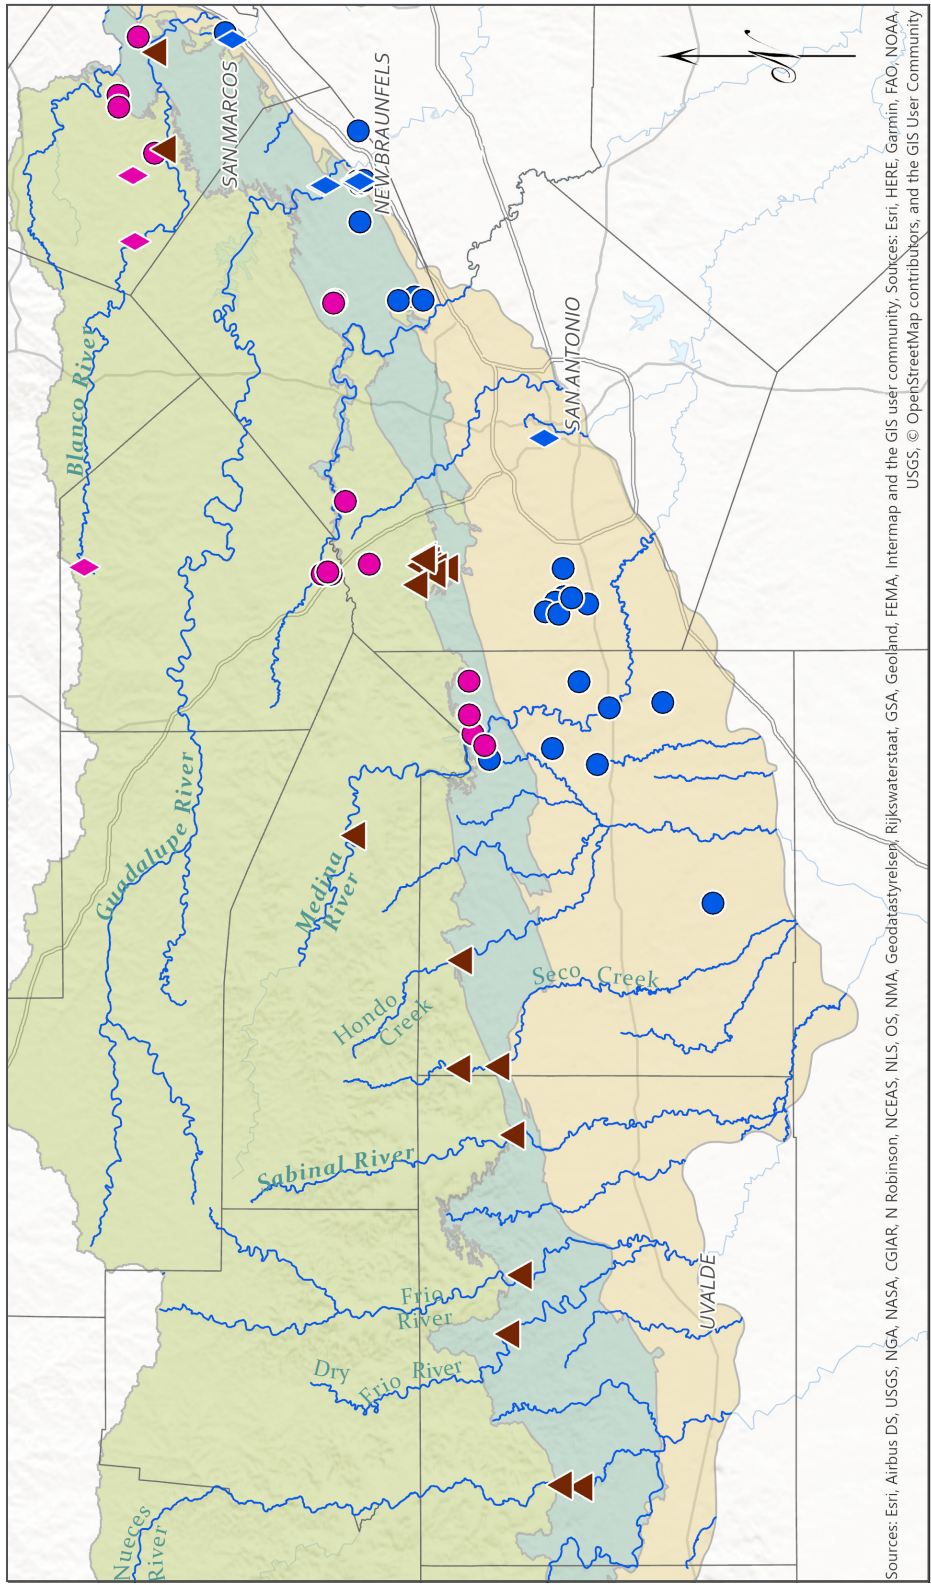 Nueces
River
Dry
Frio River
Frio
River
Sabinal River
Hondo
Creek
Seco Creek
Medina
River
Guadalupe River
Blanco River
UVALDE
SAN ANTONIO
NEW BRAUNFELS
SAN MARCOS
N
Sources: Esri, Airbus DS, USGS, NGA, NASA, CGIAR, N Robinson, NCEAS, NLS, OS, NMA, Geodatastyrelsen, Rijkswaterstaat, GSA, Geoland, FEMA, Intermap and the GIS user community, Sources: Esri, HERE, Garmin, FAO, NOAA,
USGS, © OpenStreetMap contributors, and the GIS User Community